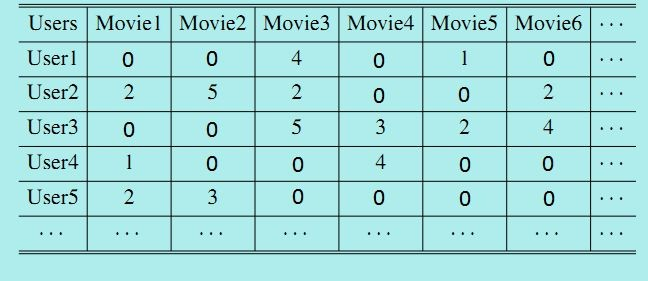 Users Movie1 Movie2 Movie3 Movie4 Movie5 Movie6 ···
User1 0 0 4 0 1 0 ···
User2 2 5 2 0 0 2 ···
User3 0 0 5 3 2 4 ···
User4 1 0 0 4 0 0 ···
User5 2 3 0 0 0 0 ···
··· ··· ··· ··· ··· ··· ··· ···